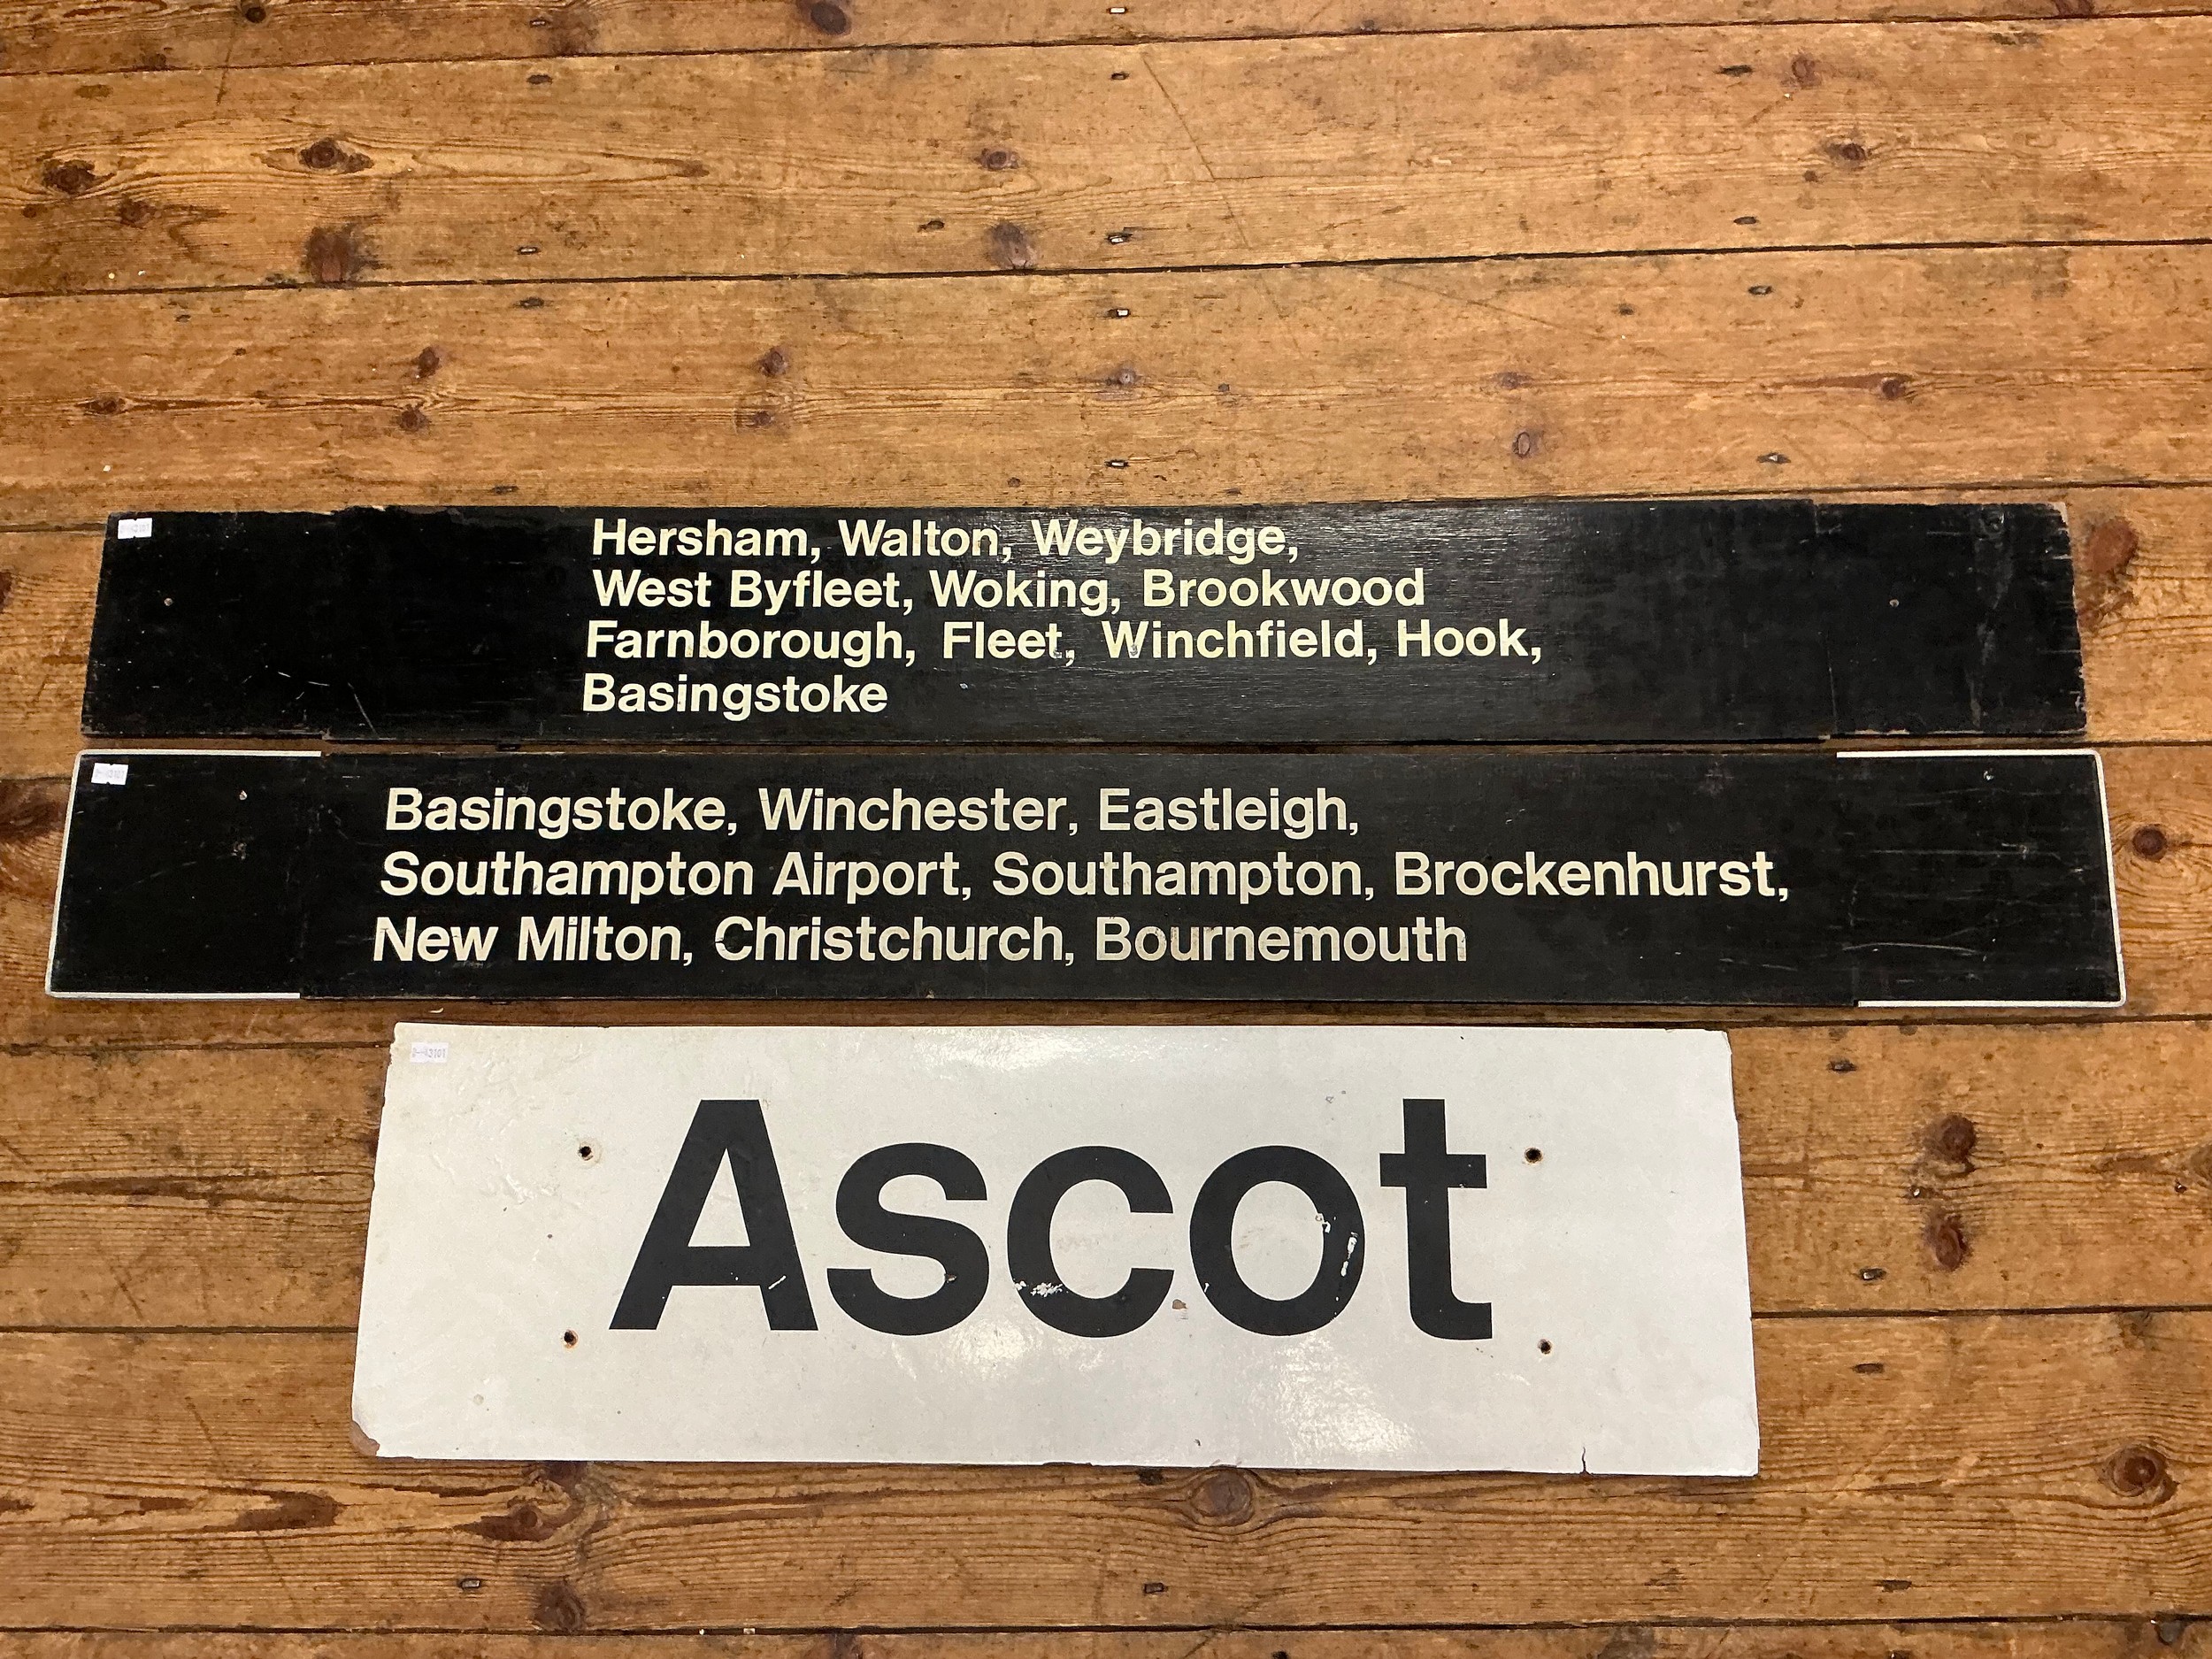 Hersham, Walton, Weybridge,
West Byfleet, Woking, Brookwood
Farnborough, Fleet, Winchfield, Hook,
Basingstoke
Basingstoke, Winchester, Eastleigh,
Southampton Airport, Southampton, Brockenhurst,
New Milton, Christchurch, Bournemouth
Ascot